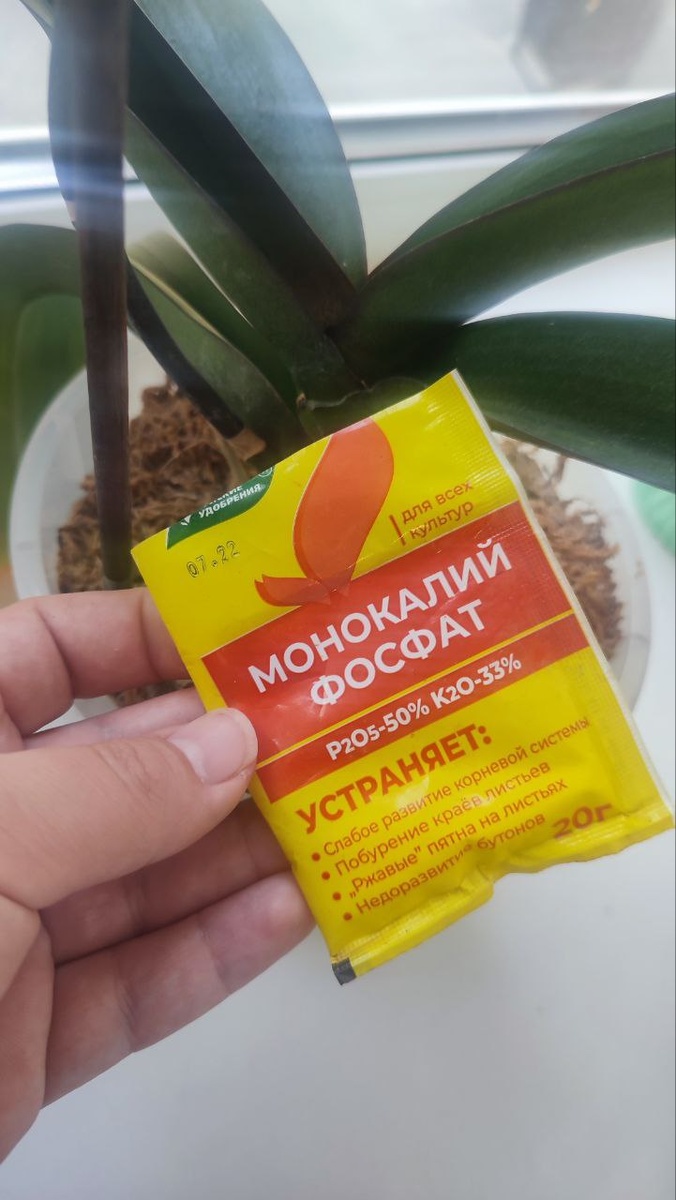 УДОБРЕНИЯ
07.22
для всех
культур
МОНОКАЛИЙ
ФОСФАТ
P2O5-50% K2O-33%
УСТРАНЯЕТ:
• Слабое развитие корневой системы
• Побурение краёв листьев
• „Ржавые" пятна на листьях
• Недоразвитие бутонов
20г